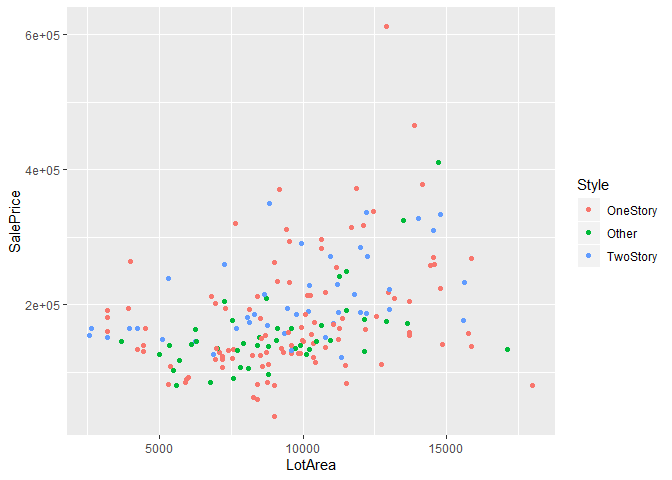 6e+05
4e+05
2e+05
SalePrice
5000 10000 15000
LotArea
Style
OneStory
Other
TwoStory